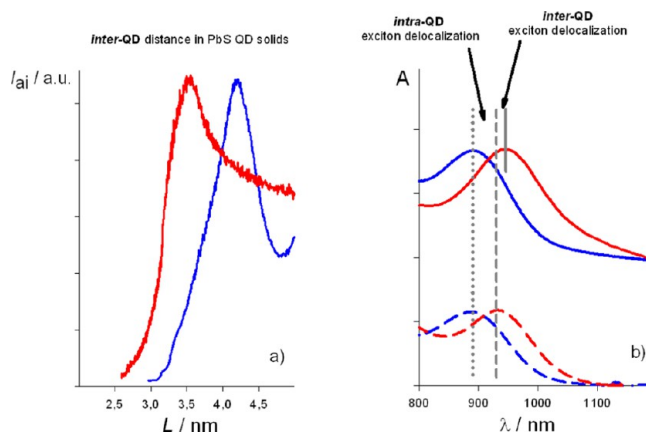 inter-QD distance in PbS QD solids
I ai / a.u.
2,5 3,0 3,5 4,0 4,5
L / nm
a)
intra-QD
exciton delocalization
inter-QD
exciton delocalization
A
b)
800 900 1000 1100
λ / nm